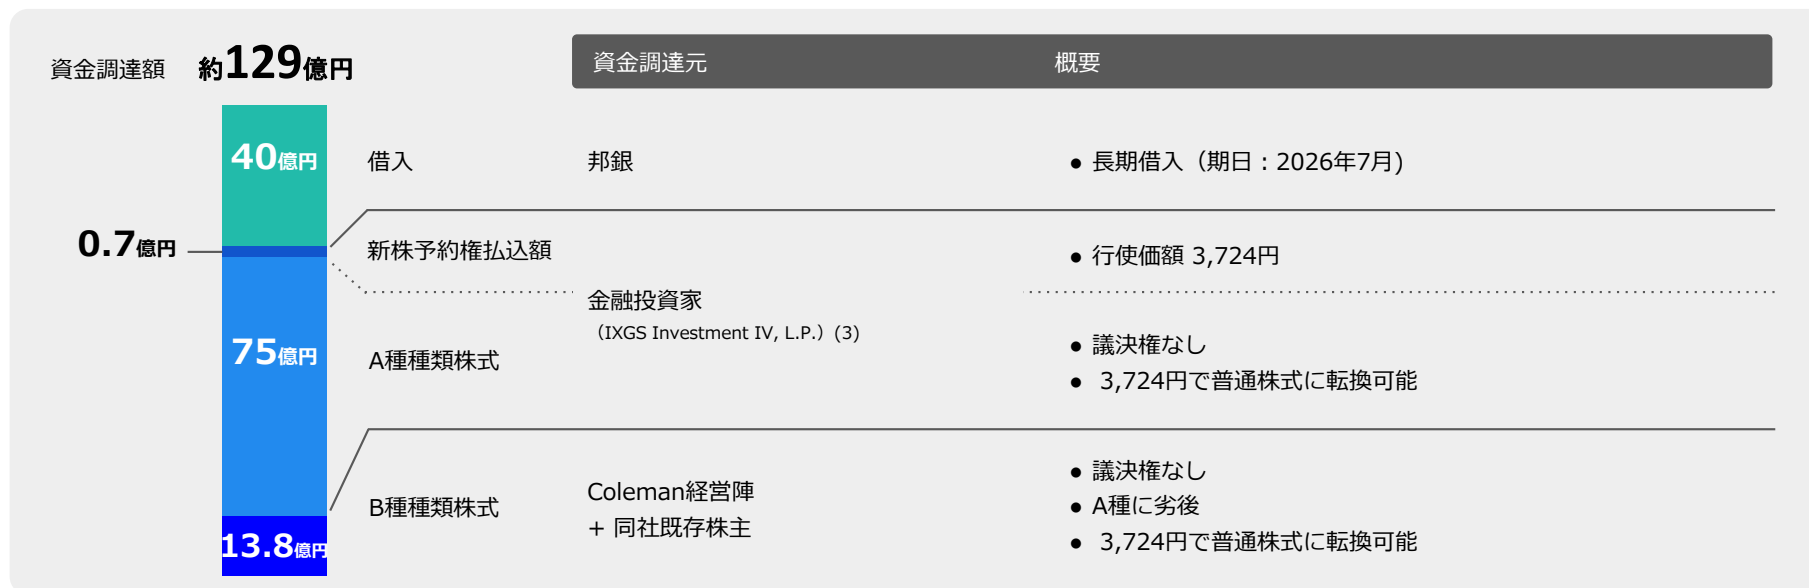 資金調達額 約129億円
資金調達元 概要
40億円 借入 邦銀 ● 長期借入（期日：2026年7月)
0.7億円 新株予約権払込額 ● 行使価額 3,724円
金融投資家
（IXGS Investment IV, L.P.）(3)
75億円 A種種類株式
● 議決権なし
● 3,724円で普通株式に転換可能
13.8億円 B種種類株式
Coleman経営陣
+ 同社既存株主
● 議決権なし
● A種に劣後
● 3,724円で普通株式に転換可能